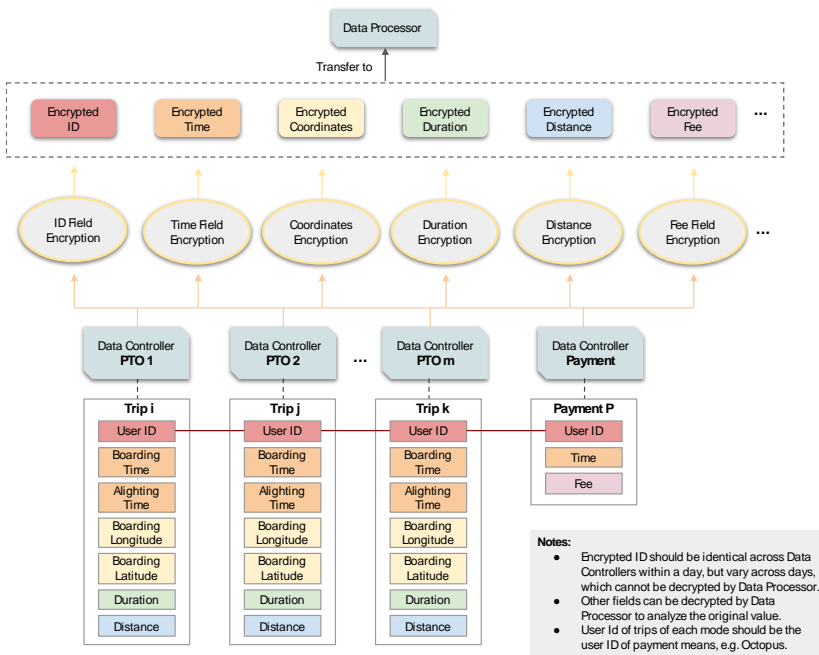 Data Processor
Transfer to
Encrypted
ID
Encrypted
Time
Encrypted
Coordinates
Encrypted
Duration
Encrypted
Distance
Encrypted
Fee
...
ID Field
Encryption
Time Field
Encryption
Coordinates
Encryption
Duration
Encryption
Distance
Encryption
Fee Field
Encryption
...
Data Controller
PTO 1
Data Controller
PTO 2
...
Data Controller
PTO m
Data Controller
Payment
Trip i
User ID
Boarding
Time
Alighting
Time
Boarding
Longitude
Boarding
Latitude
Duration
Distance
Trip j
User ID
Boarding
Time
Alighting
Time
Boarding
Longitude
Boarding
Latitude
Duration
Distance
Trip k
User ID
Boarding
Time
Alighting
Time
Boarding
Longitude
Boarding
Latitude
Duration
Distance
Payment P
User ID
Time
Fee
Notes:
● Encrypted ID should be identical across Data
Controllers within a day, but vary across days,
which cannot be decrypted by Data Processor.
● Other fields can be decrypted by Data
Processor to analyze the original value.
● User Id of trips of each mode should be the
user ID of payment means, e.g. Octopus.